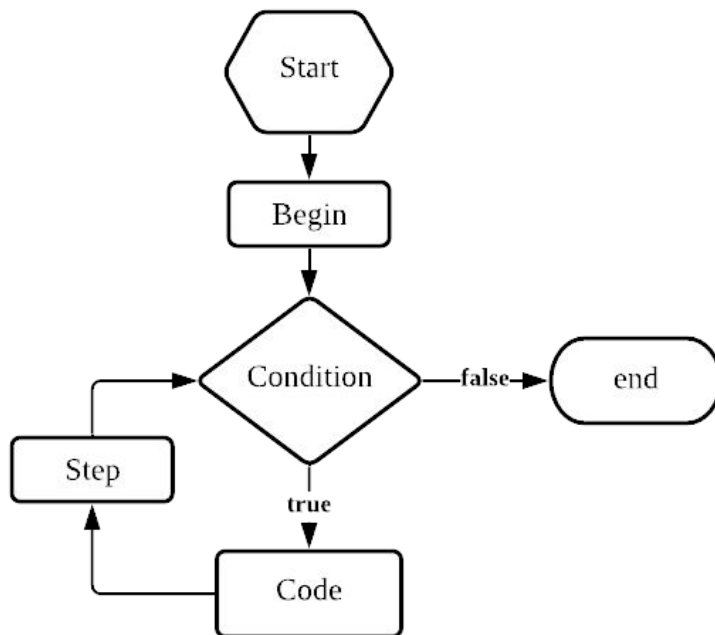 Start
Begin
Condition
false
end
Step
true
Code